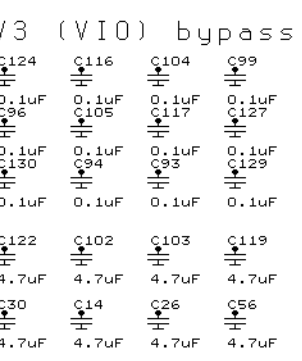 V3 (VIO) bypass
C124 C116 C104 C99
0.1uF 0.1uF 0.1uF 0.1uF
C96 C105 C117 C127
0.1uF 0.1uF 0.1uF 0.1uF
C130 C94 C93 C129
0.1uF 0.1uF 0.1uF 0.1uF
C122 C102 C103 C119
4.7uF 4.7uF 4.7uF 4.7uF
C30 C14 C26 C56
4.7uF 4.7uF 4.7uF 4.7uF